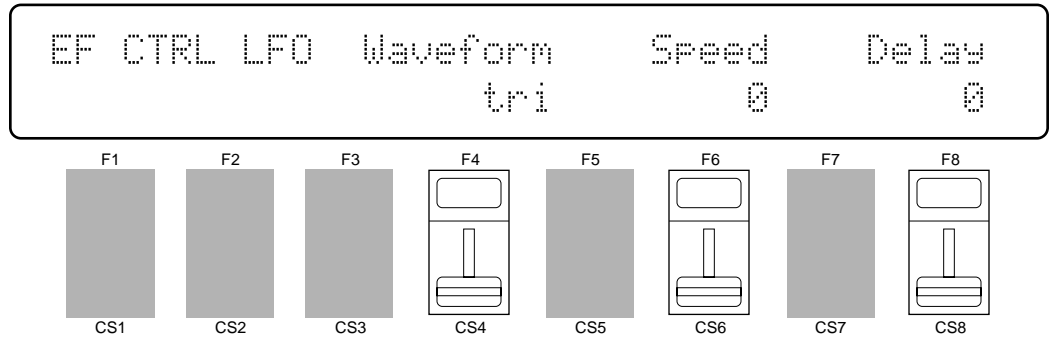 EF CTRL LFO Waveform Speed Delay
tri 0 0
F1 F2 F3 F4 F5 F6 F7 F8
CS1 CS2 CS3 CS4 CS5 CS6 CS7 CS8